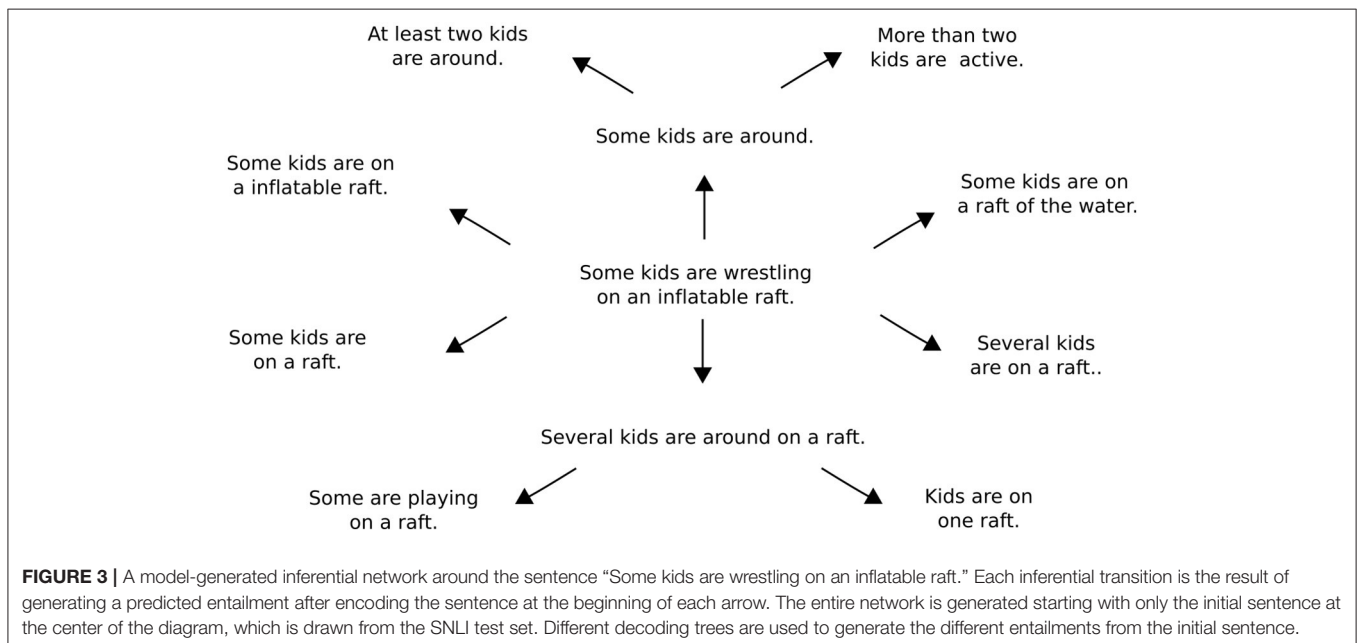 At least two kids
are around.
More than two
kids are  active.
Some kids are around.
Some kids are on
a inflatable raft.
Some kids are on
a raft of the water.
Some kids are wrestling
on an inflatable raft.
Some kids are
on a raft.
Several kids
are on a raft..
Several kids are around on a raft.
Some are playing
on a raft.
Kids are on
one raft.
FIGURE 3 | A model-generated inferential network around the sentence “Some kids are wrestling on an inflatable raft.” Each inferential transition is the result of
generating a predicted entailment after encoding the sentence at the beginning of each arrow. The entire network is generated starting with only the initial sentence at
the center of the diagram, which is drawn from the SNLI test set. Different decoding trees are used to generate the different entailments from the initial sentence.